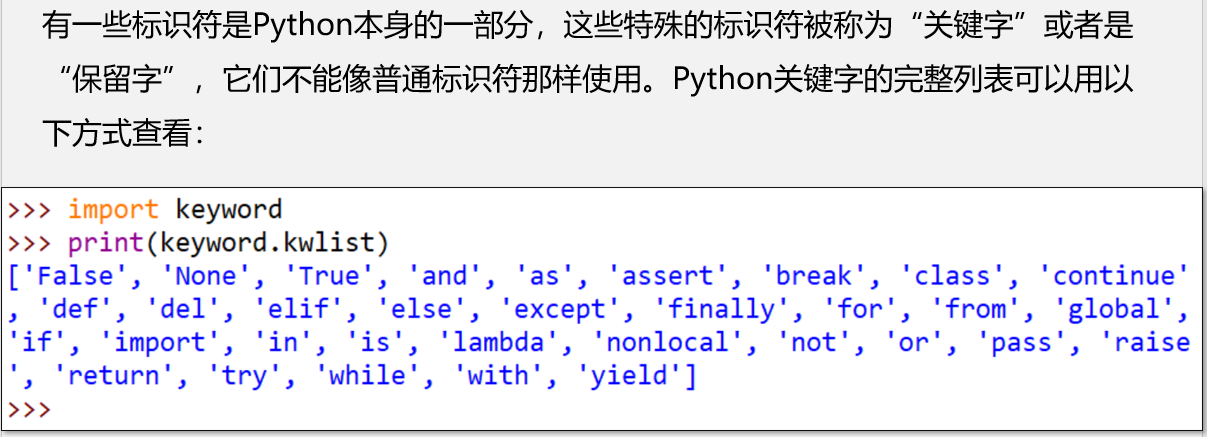 有一些标识符是Python本身的一部分，这些特殊的标识符被称为“关键字”或者是
“保留字”，它们不能像普通标识符那样使用。Python关键字的完整列表可以用以
下方式查看：
>>> import keyword
>>> print(keyword.kwlist)
['False', 'None', 'True', 'and', 'as', 'assert', 'break', 'class', 'continue'
, 'def', 'del', 'elif', 'else', 'except', 'finally', 'for', 'from', 'global',
'if', 'import', 'in', 'is', 'lambda', 'nonlocal', 'not', 'or', 'pass', 'raise
', 'return', 'try', 'while', 'with', 'yield']
>>>